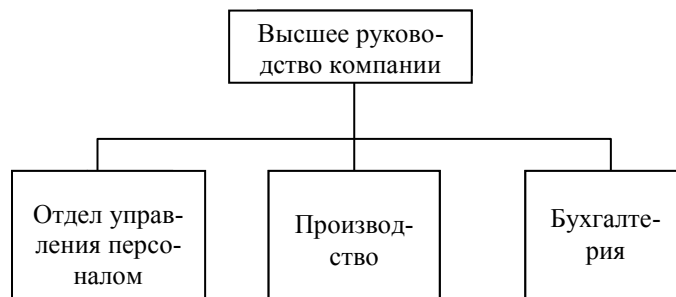 Высшее руково-
дство компании
Отдел управ-
ления персо-
налом
Производ-
ство
Бухгалте-
рия